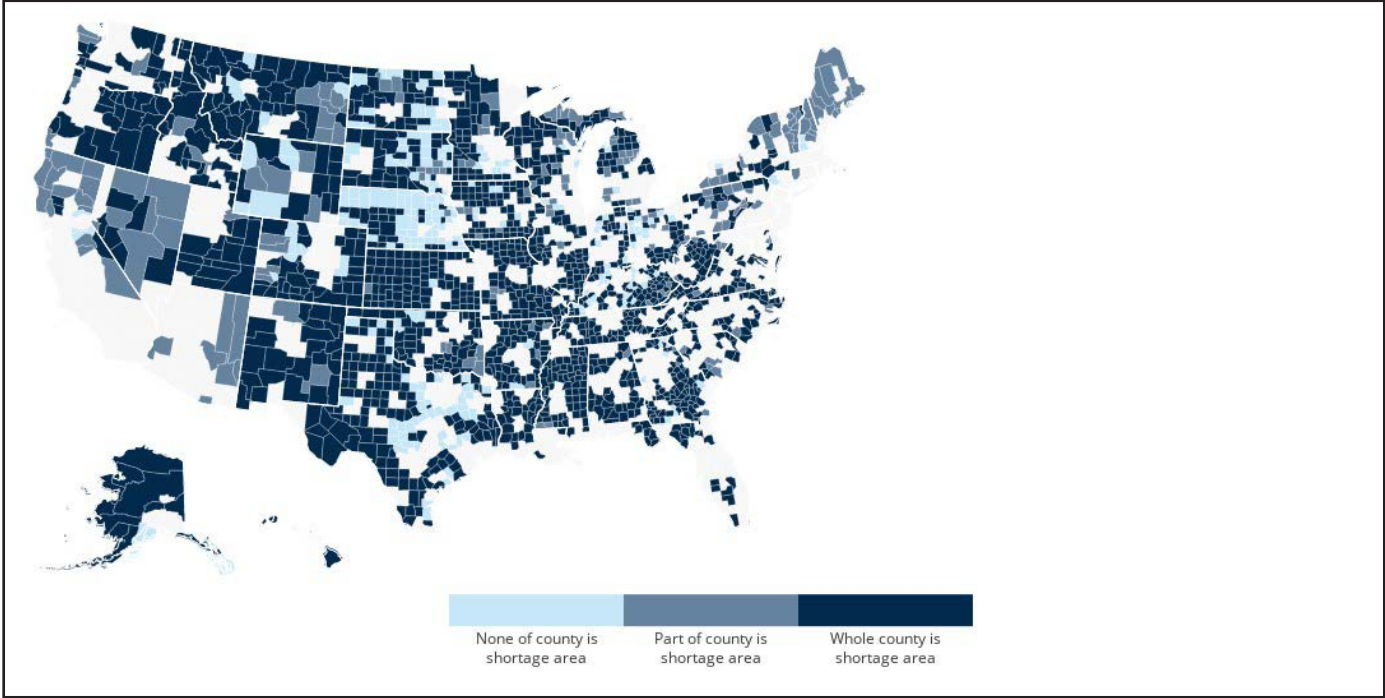 None of county is
shortage area
Part of county is
shortage area
Whole county is
shortage area